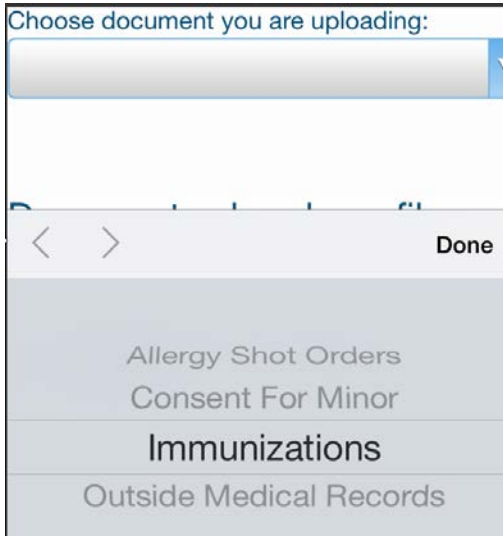 Choose document you are uploading:
Done
Allergy Shot Orders
Consent For Minor
Immunizations
Outside Medical Records